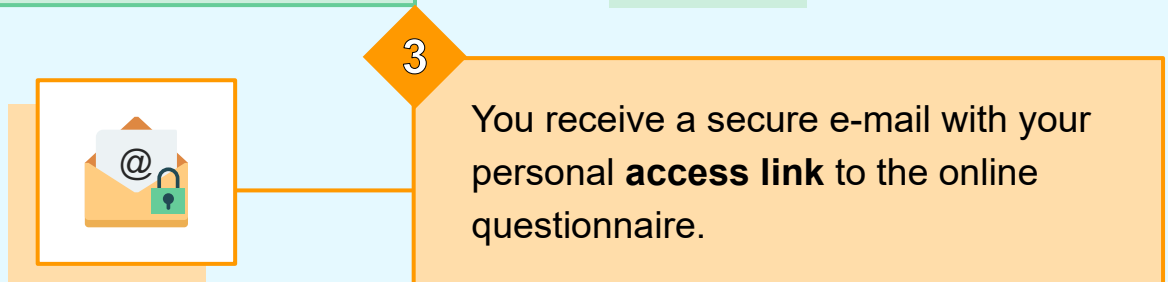 3
@
You receive a secure e-mail with your
personal access link to the online
questionnaire.